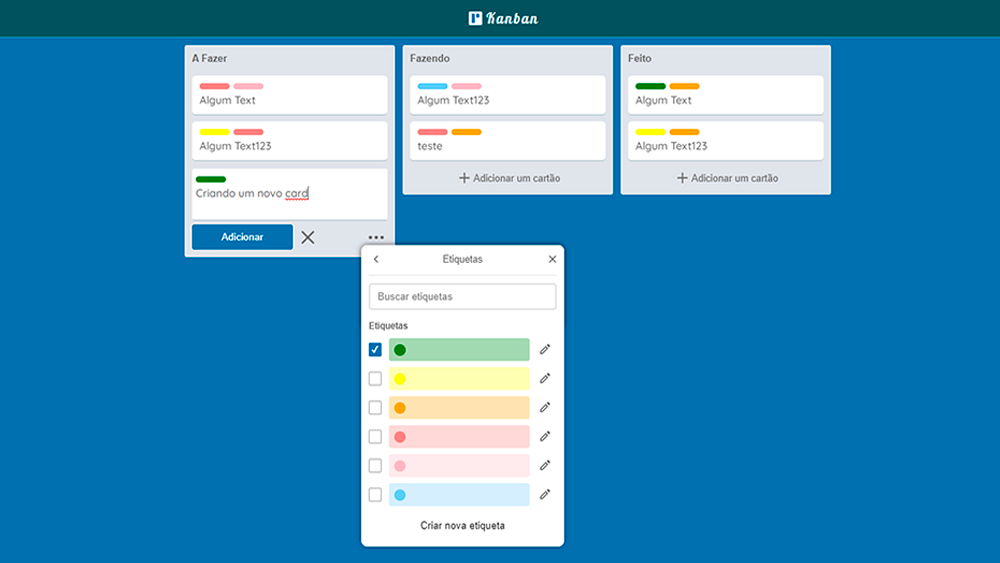 Kanban
A Fazer
Algum Text
Algum Text123
Criando um novo card
Adicionar
Fazendo
Algum Text123
teste
Adicionar um cartão
Feito
Algum Text
Algum Text123
Adicionar um cartão
Etiquetas
Buscar etiquetas
Etiquetas
Criar nova etiqueta